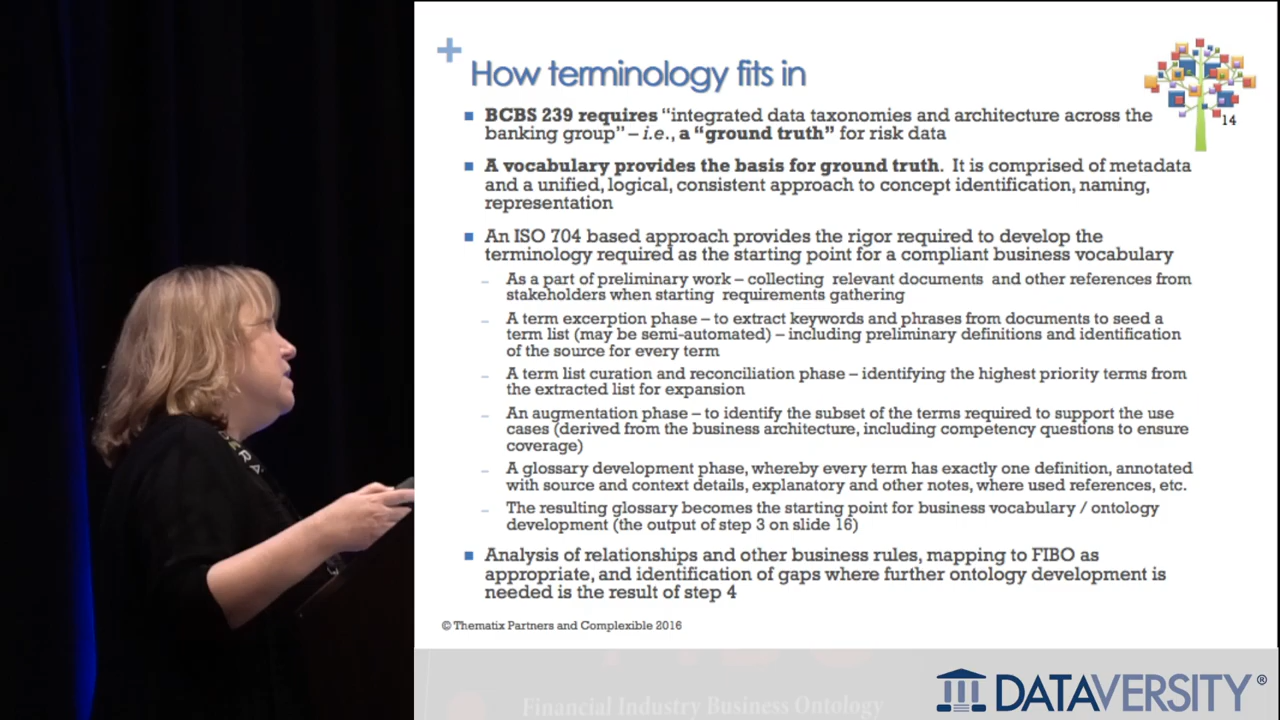 + How terminology fits in
14
■ BCBS 239 requires “integrated data taxonomies and architecture across the
banking group” – i.e., a “ground truth” for risk data
■ A vocabulary provides the basis for ground truth. It is comprised of metadata
and a unified, logical, consistent approach to concept identification, naming,
representation
■ An ISO 704 based approach provides the rigor required to develop the
terminology required as the starting point for a compliant business vocabulary
– As a part of preliminary work – collecting relevant documents and other references from
stakeholders when starting requirements gathering
– A term excerption phase – to extract keywords and phrases from documents to seed a
term list (may be semi-automated) – including preliminary definitions and identification
of the source for every term
– A term list curation and reconciliation phase – identifying the highest priority terms from
the extracted list for expansion
– An augmentation phase – to identify the subset of the terms required to support the use
cases (derived from the business architecture, including competency questions to ensure
coverage)
– A glossary development phase, whereby every term has exactly one definition, annotated
with source and context details, explanatory and other notes, where used references, etc.
– The resulting glossary becomes the starting point for business vocabulary / ontology
development (the output of step 3 on slide 16)
■ Analysis of relationships and other business rules, mapping to FIBO as
appropriate, and identification of gaps where further ontology development is
needed is the result of step 4
© Thematix Partners and Complexible 2016
Financial Industry Business Ontology
DATAVERSITY®